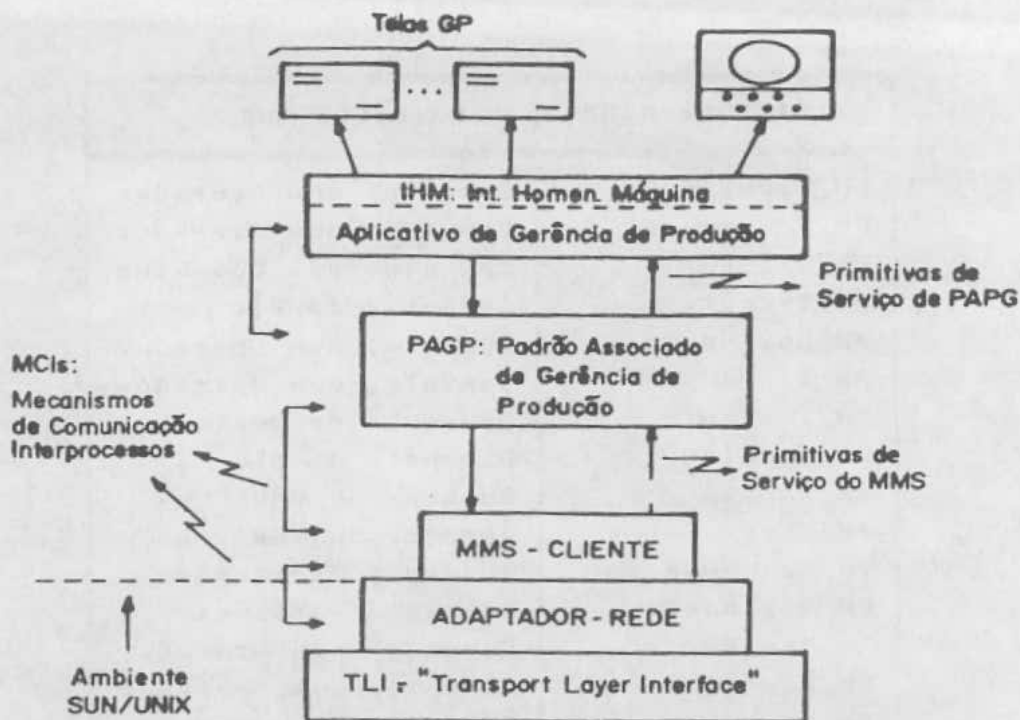 Telas GP
IHM: Int. Homen. Máquina
Aplicativo de Gerência de Produção
Primitivas de
Serviço de PAPG
PAGP: Padrão Associado
de Gerência de
Produção
MCIs:
Mecanismos
de Comunicação
Interprocessos
Primitivas de
Serviço do MMS
MMS - CLIENTE
ADAPTADOR - REDE
TLI = "Transport Layer Interface"
Ambiente
SUN/UNIX